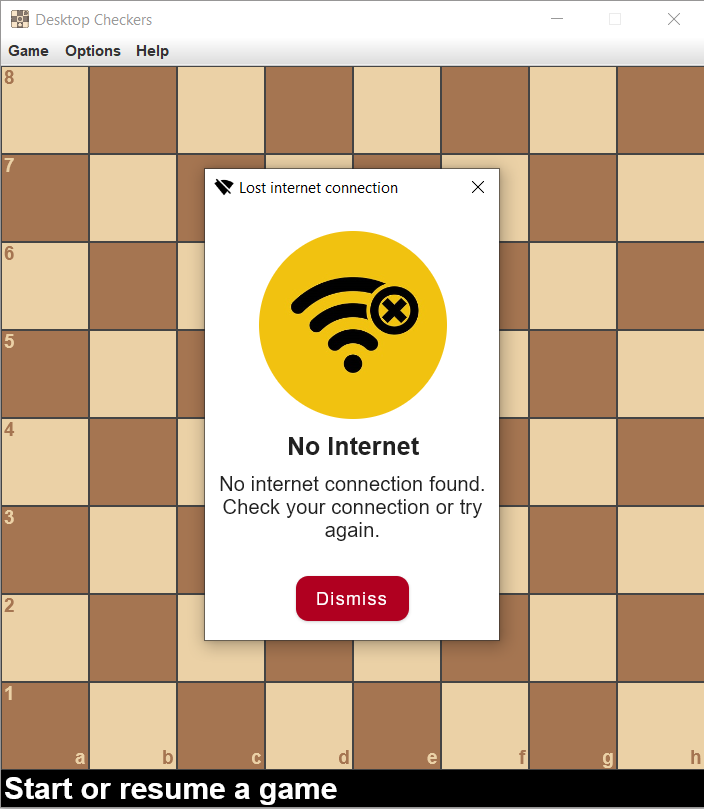 Desktop Checkers
Game Options Help
8
7
Lost internet connection
6
5
4
No Internet
No internet connection found.
Check your connection or try
again.
3
Dismiss
2
1
a b c d e f g h
Start or resume a game